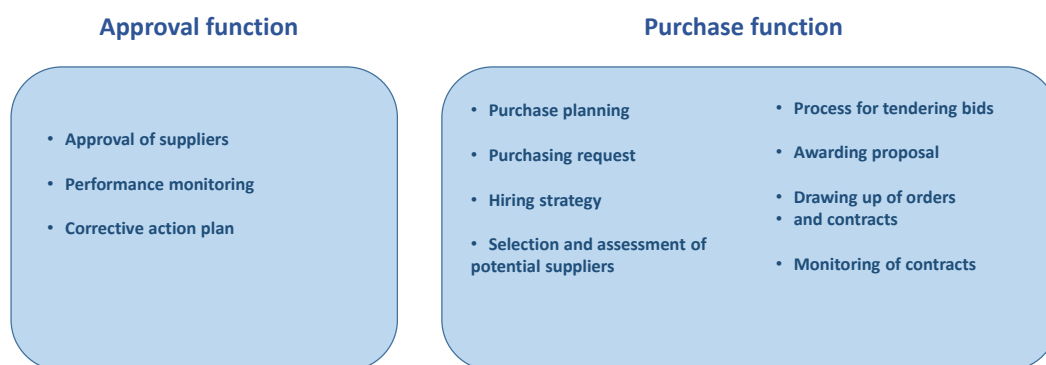 Approval function
• Approval of suppliers
• Performance monitoring
• Corrective action plan
Purchase function
• Purchase planning
• Purchasing request
• Hiring strategy
• Selection and assessment of
potential suppliers
• Process for tendering bids
• Awarding proposal
• Drawing up of orders
• and contracts
• Monitoring of contracts